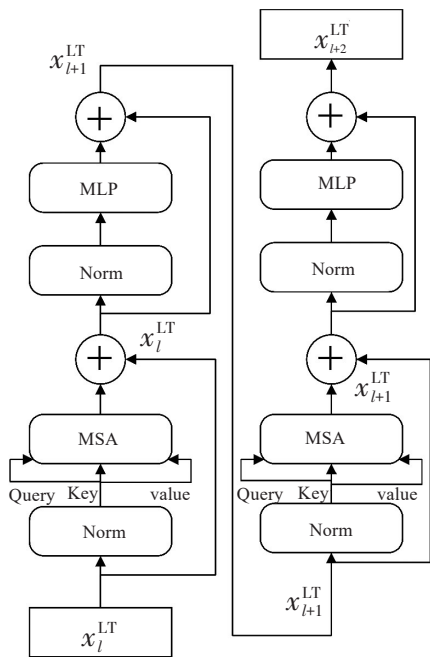 x_{l+1}^{LT}
+
MLP
Norm
x_l^{LT}
+
MSA
Query Key value
Norm
x_l^{LT}
x_{l+2}^{LT}
+
MLP
Norm
+
x_{l+1}^{LT}
MSA
Query Key value
Norm
x_{l+1}^{LT}